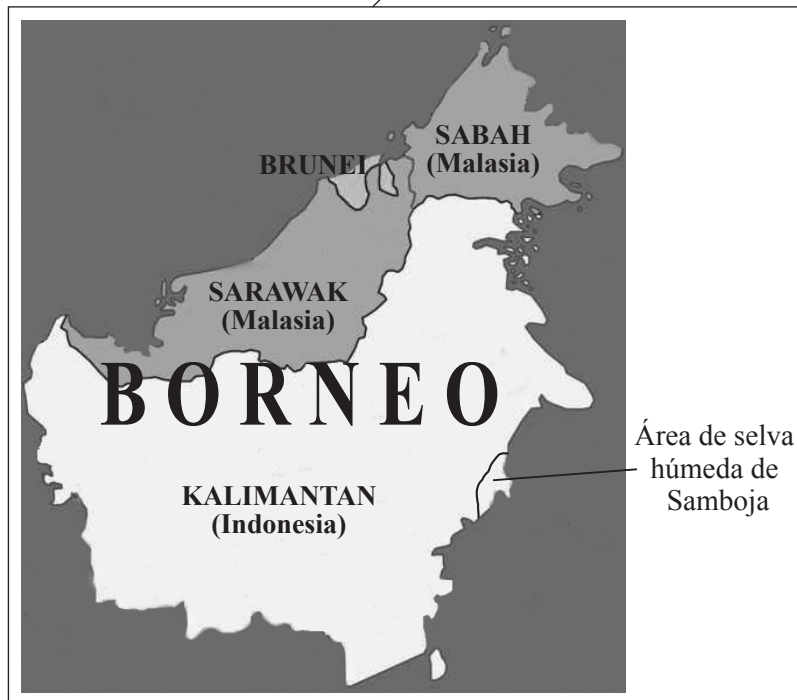 SABAH
(Malasia)
BRUNEI
SARAWAK
(Malasia)
BORNEO
Área de selva
húmeda de
Samboja
KALIMANTAN
(Indonesia)